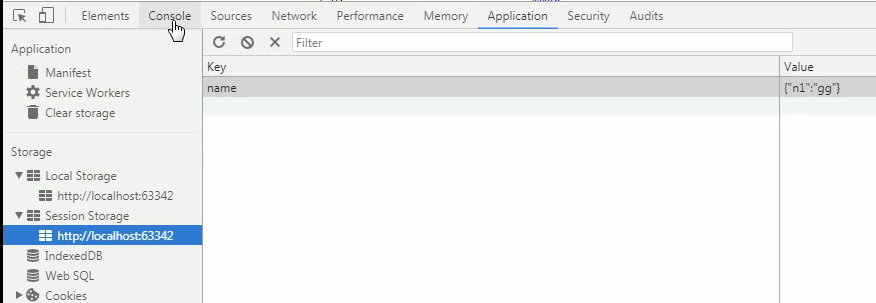 Elements Console Sources Network Performance Memory Application Security Audits
Application
Manifest
Service Workers
Clear storage
Storage
Local Storage
http://localhost:63342
Session Storage
http://localhost:63342
IndexedDB
Web SQL
Cookies
Filter
Key Value
name {"n1":"gg"}